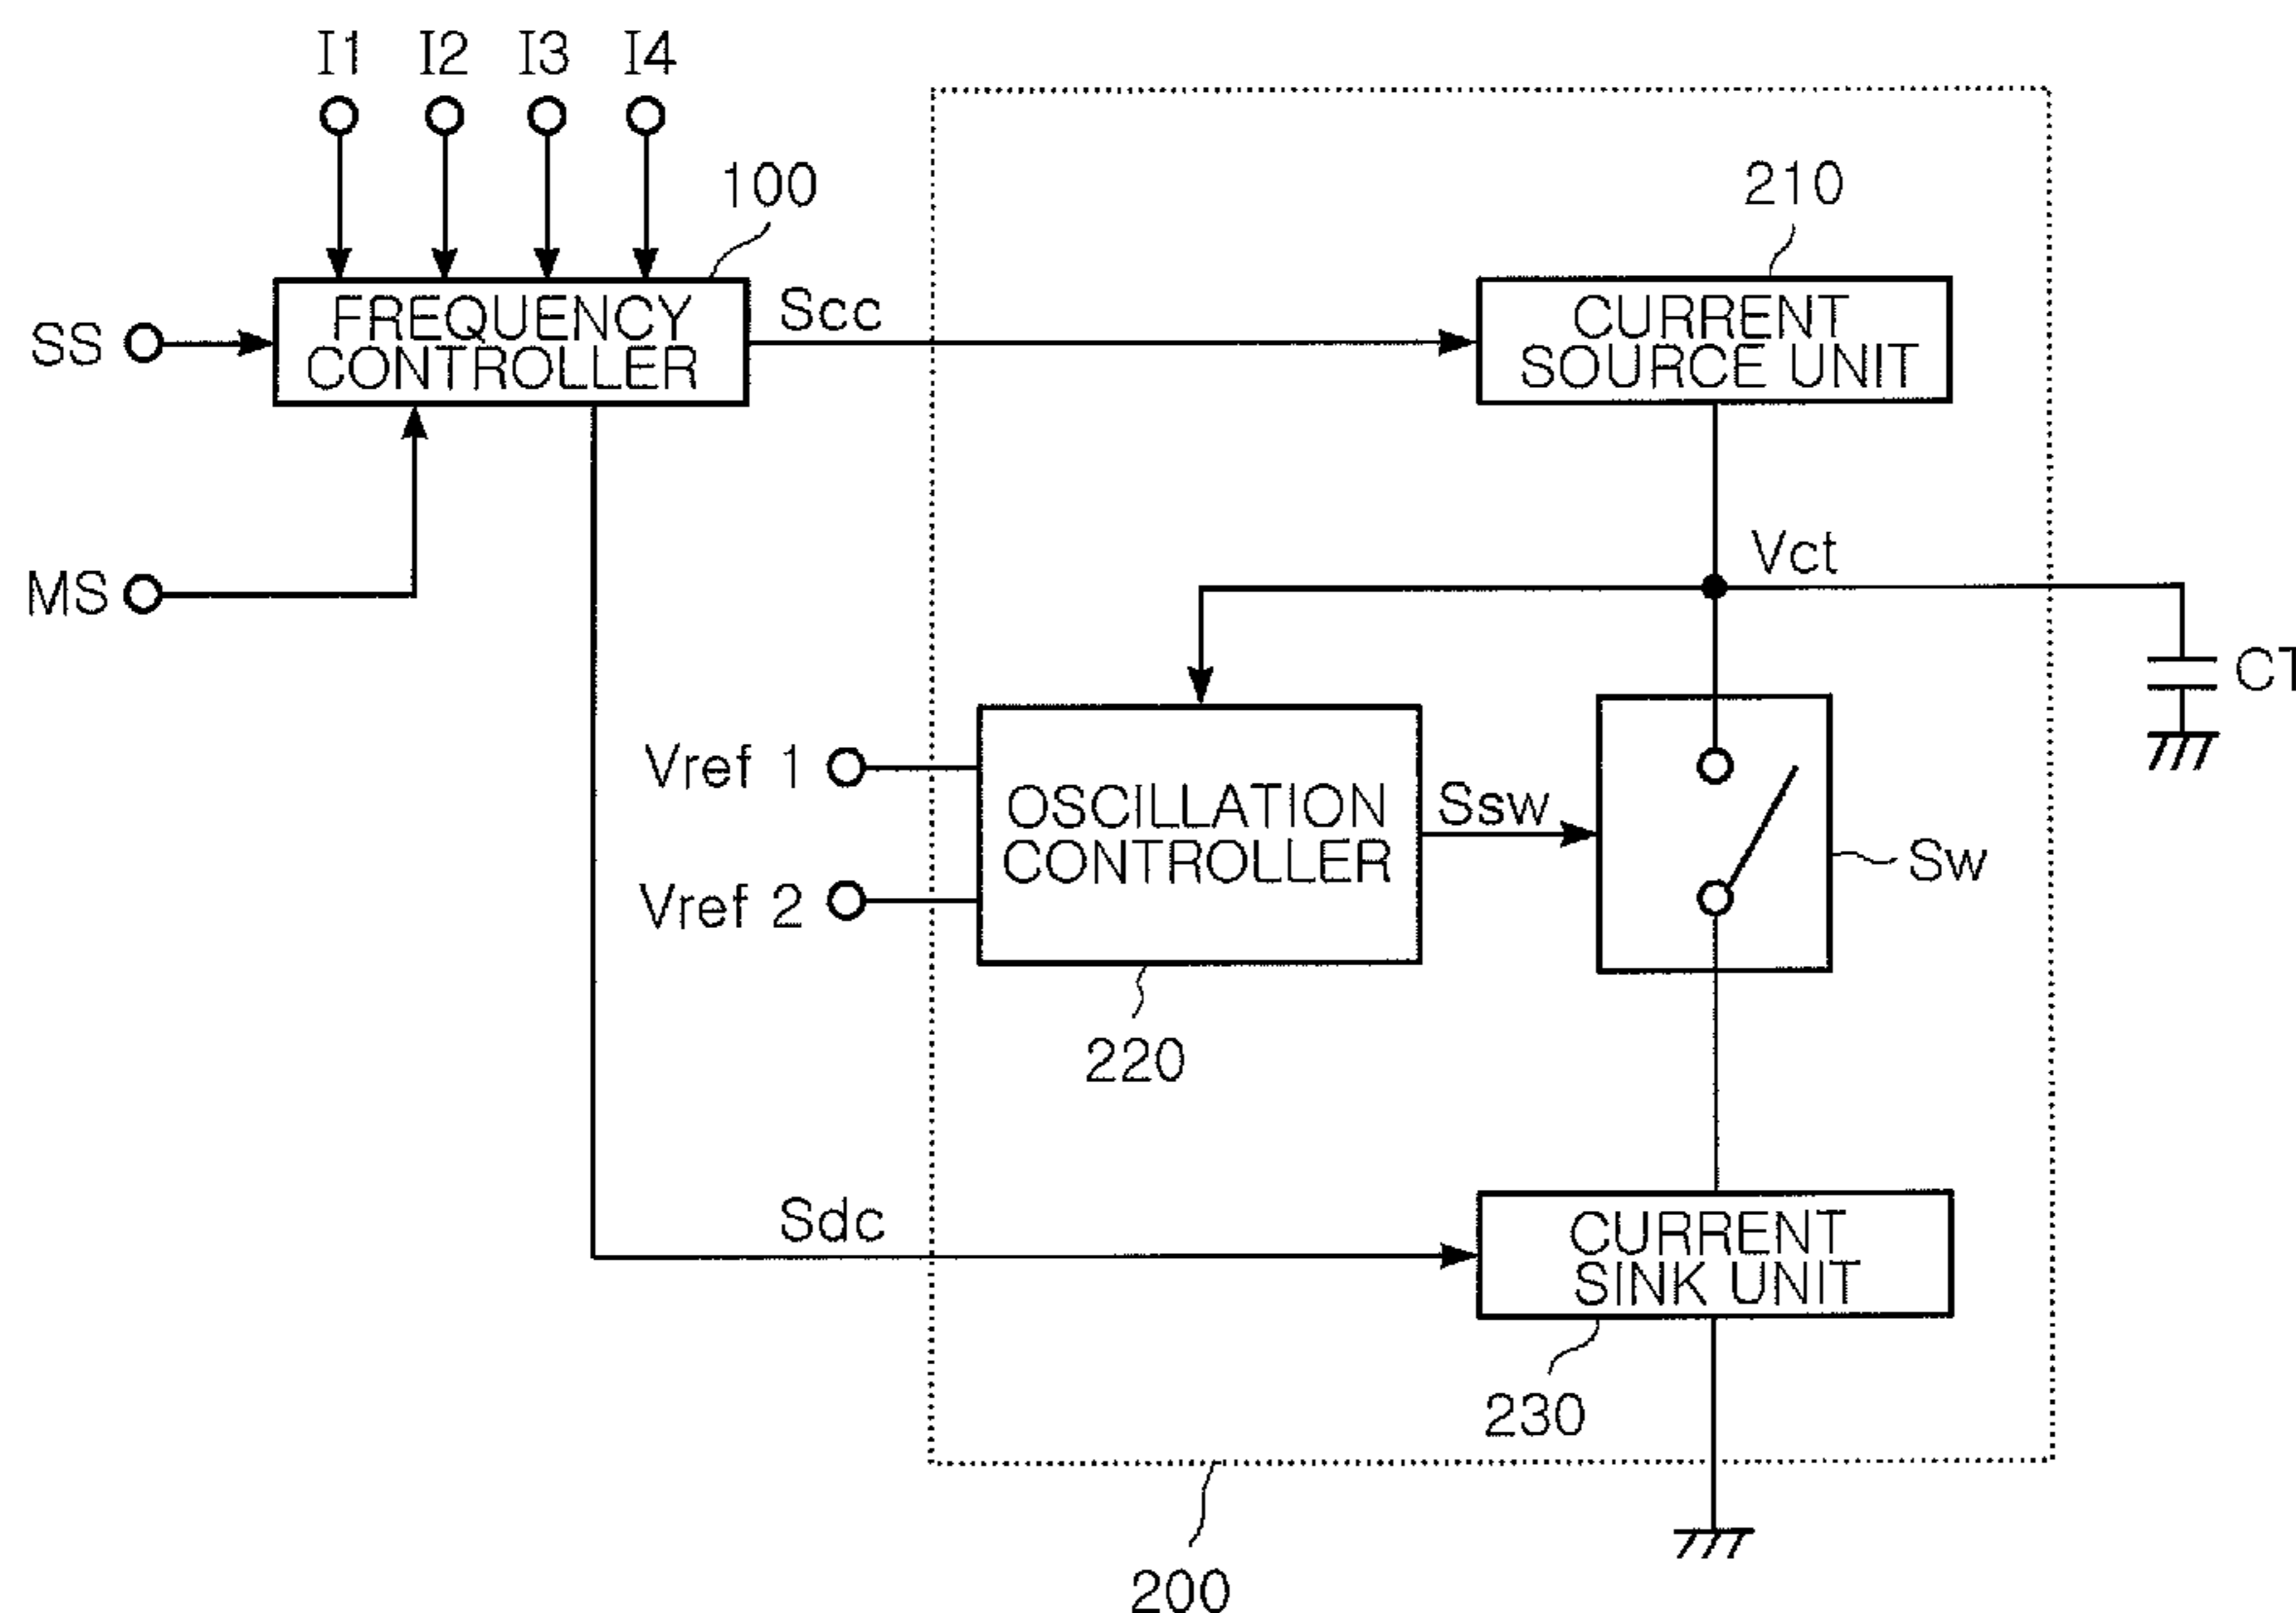 I1 I2 I3 I4
100
210
FREQUENCY
CONTROLLER
Scc
CURRENT
SOURCE UNIT
SS
MS
Vct
CT
Vref 1
OSCILLATION
CONTROLLER
Ssw
Sw
Vref 2
220
Sdc
CURRENT
SINK UNIT
230
200